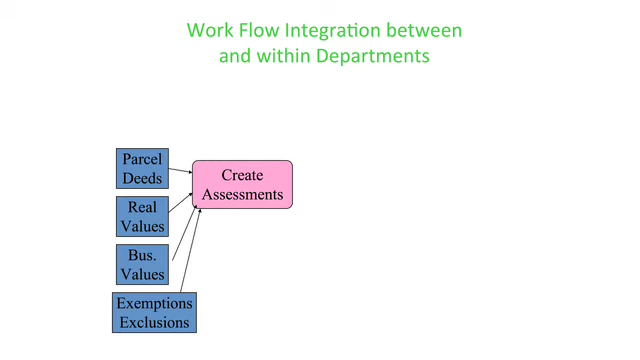 Work Flow Integration between
and within Departments
Parcel
Deeds
Create
Assessments
Real
Values
Bus.
Values
Exemptions
Exclusions